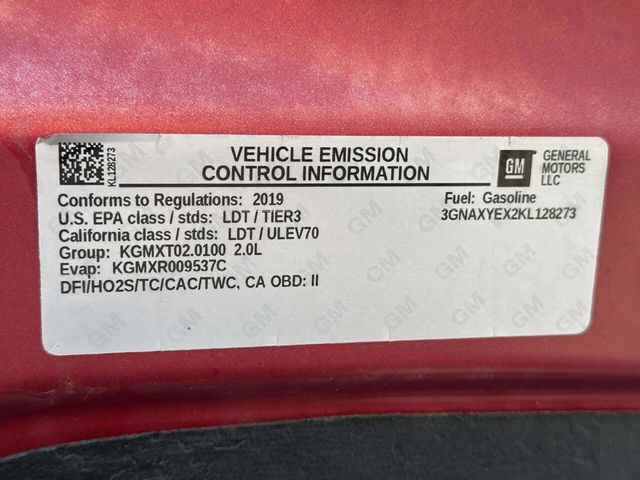 KL128273
VEHICLE EMISSION
CONTROL INFORMATION
GM
GENERAL
MOTORS
LLC
Conforms to Regulations: 2019
Fuel: Gasoline
U.S. EPA class / stds: LDT / TIER3
3GNAXYEX2KL128273
California class / stds: LDT / ULEV70
Group: KGMXT02.0100 2.0L
Evap: KGMXR009537C
DFI/HO2S/TC/CAC/TWC, CA OBD: II